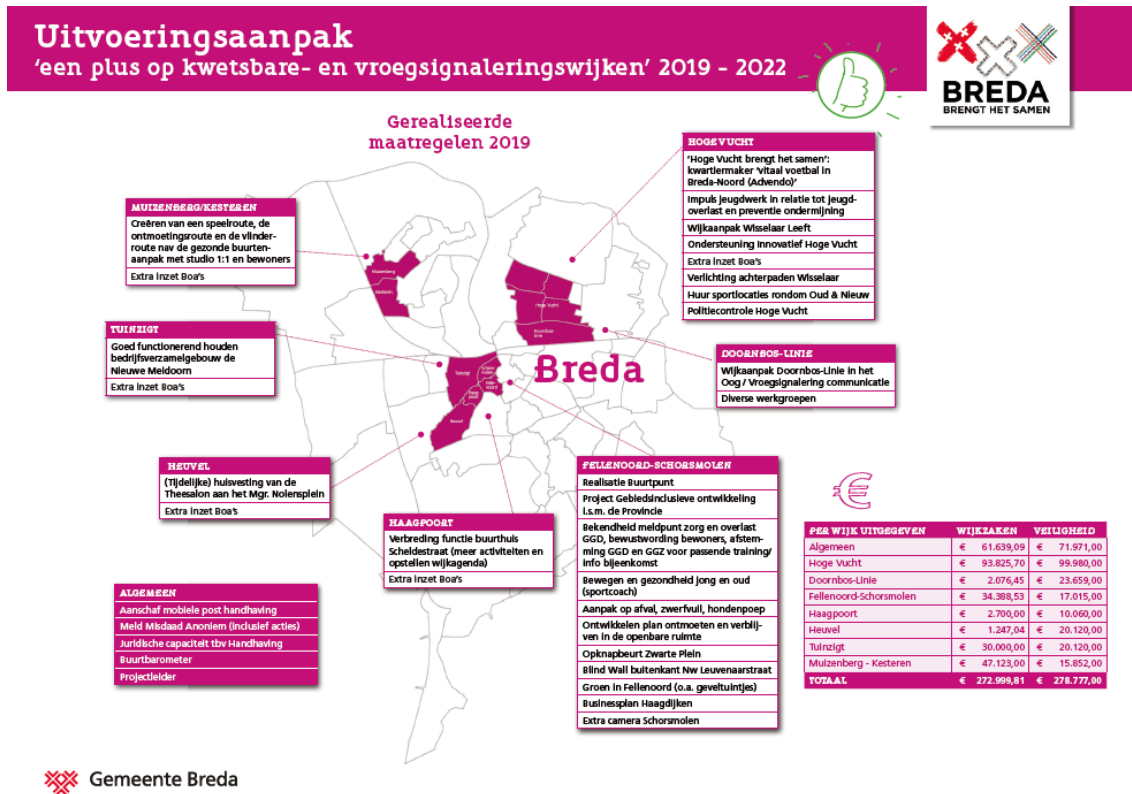 Uitvoeringsaanpak
'een plus op kwetsbare- en vroegsignaleringswijken' 2019 - 2022
BREDA
BRENGT HET SAMEN
Gerealiseerde
maatregelen 2019
HOGE VUCHT
'Hoge Vucht brengt het samen':
kwartiermaker 'vitaal voetbal in
Breda-Noord (Advendo)'
Impuls jeugdwerk in relatie tot jeugd-
overlast en preventie ondermijning
Wijkaanpak Wisselaar Leeft
Ondersteuning Innovatief Hoge Vucht
Extra inzet Boa's
Verlichting achterpaden Wisselaar
Huur sportlocaties rondom Oud & Nieuw
Politiecontrole Hoge Vucht
MUIZENBERG/KESTEREN
Creëren van een speelroute, de
ontmoetingsroute en de vlinder-
route nav de gezonde buurten-
aanpak met studio 1:1 en bewoners
Extra inzet Boa's
Muizenberg
Kesteren
Hoge Vucht
Doornbos
Linie
TUINZIGT
Goed functionerend houden
bedrijfsverzamelgebouw de
Nieuwe Meidoorn
Extra inzet Boa's
DOORNBOS-LINIE
Wijkaanpak Doornbos-Linie in het
Oog / Vroegsignalering communicatie
Diverse werkgroepen
Breda
Tuinzigt
Heuvel
HEUVEL
(Tijdelijke) huisvesting van de
Theesalon aan het Mgr. Nolensplein
Extra inzet Boa's
HAAGPOORT
Verbreding functie buurthuis
Scheldestraat (meer activiteiten en
opstellen wijkagenda)
Extra inzet Boa's
FELLENOORD-SCHORSMOLEN
Realisatie Buurtpunt
Project Gebiedsinclusieve ontwikkeling
i.s.m. de Provincie
Bekendheid meldpunt zorg en overlast
GGD, bewustwording bewoners, afstem-
ming GGD en GGZ voor passende training/
info bijeenkomst
Bewegen en gezondheid jong en oud
(sportcoach)
Aanpak op afval, zwerfvuil, hondenpoep
Ontwikkelen plan ontmoeten en verblij-
ven in de openbare ruimte
Opknapbeurt Zwarte Plein
Blind Wall buitenkant Nw Leuvenaarstraat
Groen in Fellenoord (o.a. geveltuintjes)
Businessplan Haagdijken
Extra camera Schorsmolen
ALGEMEEN
Aanschaf mobiele post handhaving
Meld Misdaad Anoniem (inclusief acties)
Juridische capaciteit tbv Handhaving
Buurtbarometer
Projectleider
€
PER WIJK UITGEGEVEN WIJKZAKEN VEILIGHEID
Algemeen € 61.639,09 € 71.971,00
Hoge Vucht € 93.825,70 € 99.980,00
Doornbos-Linie € 2.076,45 € 23.659,00
Fellenoord-Schorsmolen € 34.388,53 € 17.015,00
Haagpoort € 2.700,00 € 10.060,00
Heuvel € 1.247,04 € 20.120,00
Tuinzigt € 30.000,00 € 20.120,00
Muizenberg - Kesteren € 47.123,00 € 15.852,00
TOTAAL € 272.999,81 € 278.777,00
Gemeente Breda